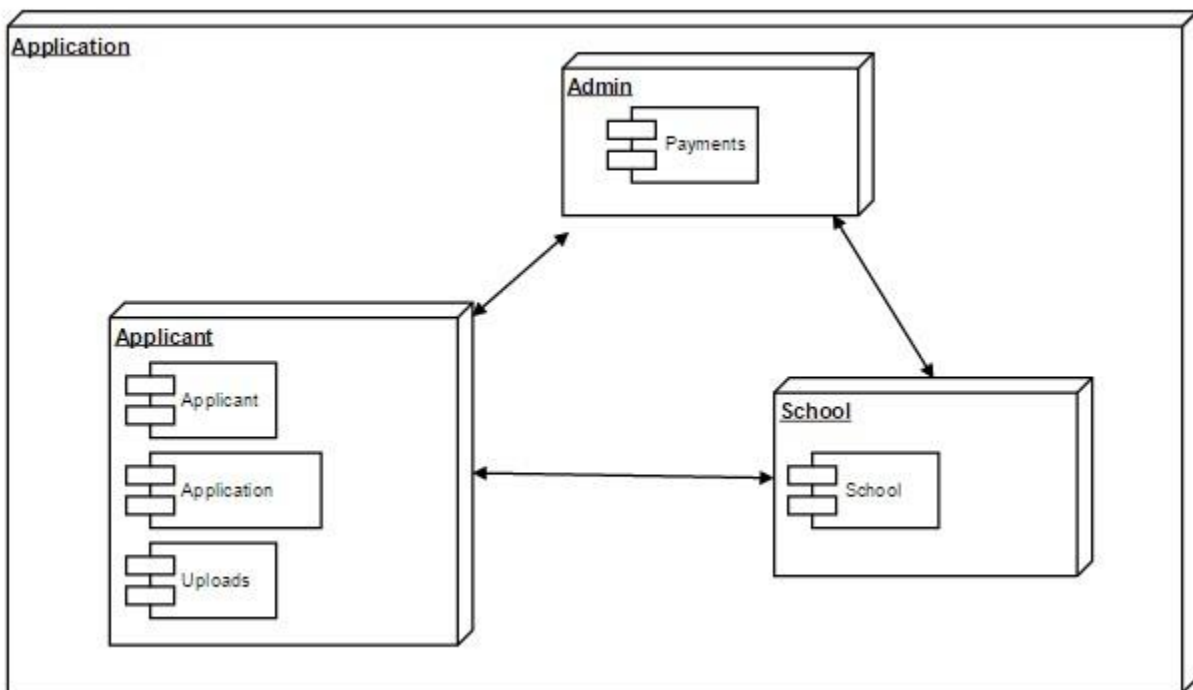 Application
Admin
Payments
Applicant
Applicant
Application
Uploads
School
School